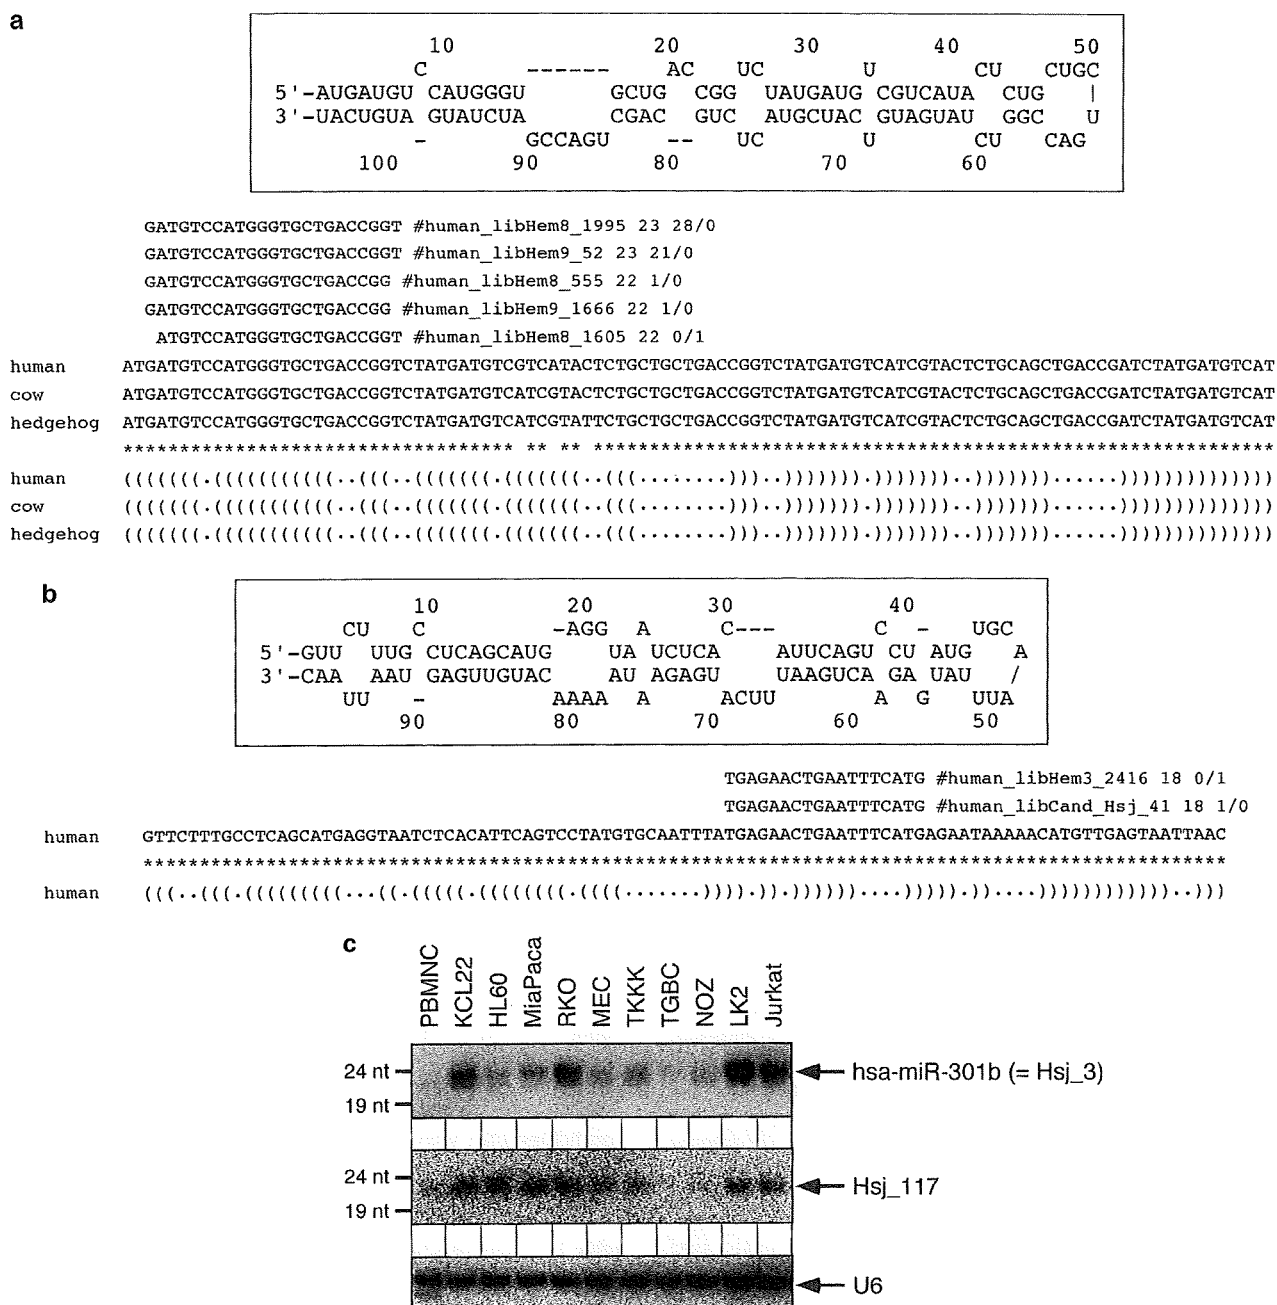 a
10 20 30 40 50
C ------ AC UC U CU CUGC
5'-AUGAUGU CAUGGGU GCUG CGG UAUGAUG CGUCAUA CUG |
3'-UACUGUA GUAUCUA CGAC GUC AUGCUAC GUAGUAU GGC U
- GCCAGU -- UC U CU CAG
100 90 80 70 60
GATGTCCATGGGTGCTGACCGGT #human_libHem8_1995 23 28/0
GATGTCCATGGGTGCTGACCGGT #human_libHem9_52 23 21/0
GATGTCCATGGGTGCTGACCGG #human_libHem8_555 22 1/0
GATGTCCATGGGTGCTGACCGG #human_libHem9_1666 22 1/0
ATGTCCATGGGTGCTGACCGGT #human_libHem8_1605 22 0/1
human ATGATGTCCATGGGTGCTGACCGGTCTATGATGTCGTCATACTCTGCTGCTGACCGGTCTATGATGTCATCGTACTCTGCAGCTGACCGATCTATGATGTCAT
cow ATGATGTCCATGGGTGCTGACCGGTCTATGATGTCATCGTACTCTGCTGCTGACCGGTCTATGATGTCATCGTACTCTGCAGCTGACCGATCTATGATGTCAT
hedgehog ATGATGTCCATGGGTGCTGACCGGTCTATGATGTCATCGTATTCTGCTGCTGACCGGTCTATGATGTCATCGTACTCTGCAGCTGACCGATCTATGATGTCAT
*********************************** ** ** *************************************************************
human (((((((.(((((((((((..(((..(((((((.(((((((..(((........)))..))))))).)))))))..))).))))......))))))))))))))
cow (((((((.(((((((((((..(((..(((((((.(((((((..(((........)))..))))))).)))))))..))).))))......))))))))))))))
hedgehog (((((((.(((((((((((..(((..(((((((.(((((((..(((........)))..))))))).)))))))..))).))))......))))))))))))))
b
10 20 30 40
CU C -AGG A C--- C - UGC
5'-GUU UUG CUCAGCAUG UA UCUCA AUUCAGU CU AUG A
3'-CAA AAU GAGUUGUAC AU AGAGU UAAGUCA GA UAU /
UU - AAAA A ACUU A G UUA
90 80 70 60 50
TGAGAACTGAATTTCATG #human_libHem3_2416 18 0/1
TGAGAACTGAATTTCATG #human_libCand_Hsj_41 18 1/0
human GTTCTTTGCCTCAGCATGAGGTAATCTCACATTCAGTCCTATGTGCAATTTATGAGAACTGAATTTCATGAGAATAAAAACATGTTGAGTAATTAAC
*************************************************************************************************
human (((..(((.(((((((((...((.(((((.(((((((.((((.......)))).)).))))))....))))).))....))))))))))))..)))
c
PBMNC KCL22 HL60 MiaPaca RKO MEC TKKK TGBC NOZ LK2 Jurkat
24 nt hsa-miR-301b (= Hsj_3)
19 nt
24 nt Hsj_117
19 nt
U6